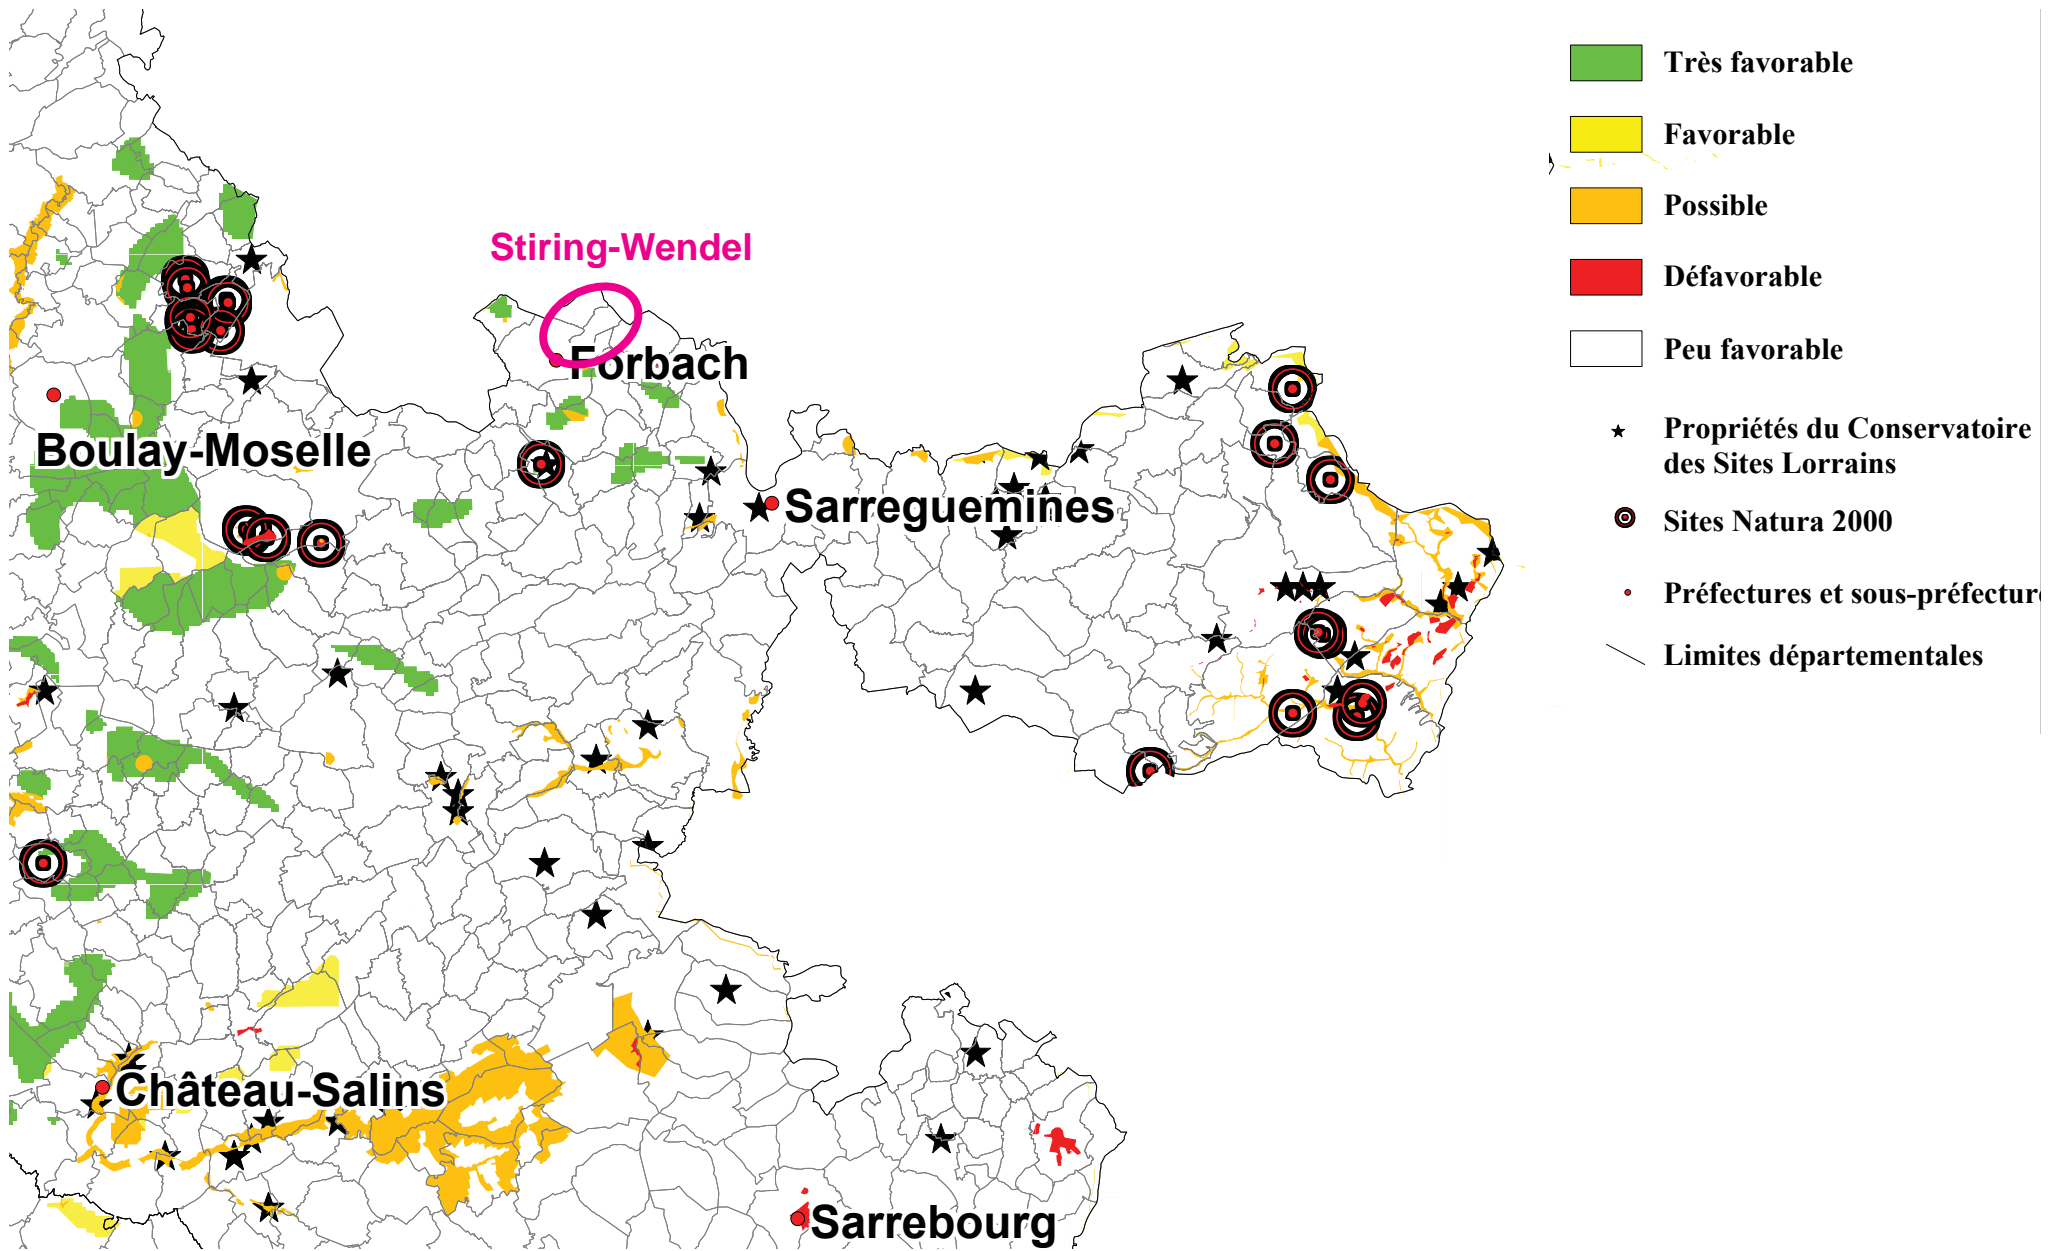 Très favorable
Favorable
Possible
Défavorable
Peu favorable
Propriétés du Conservatoire
des Sites Lorrains
Sites Natura 2000
Préfectures et sous-préfectur
Limites départementales
Stiring-Wendel
Forbach
Boulay-Moselle
Sarreguemines
Château-Salins
Sarrebourg